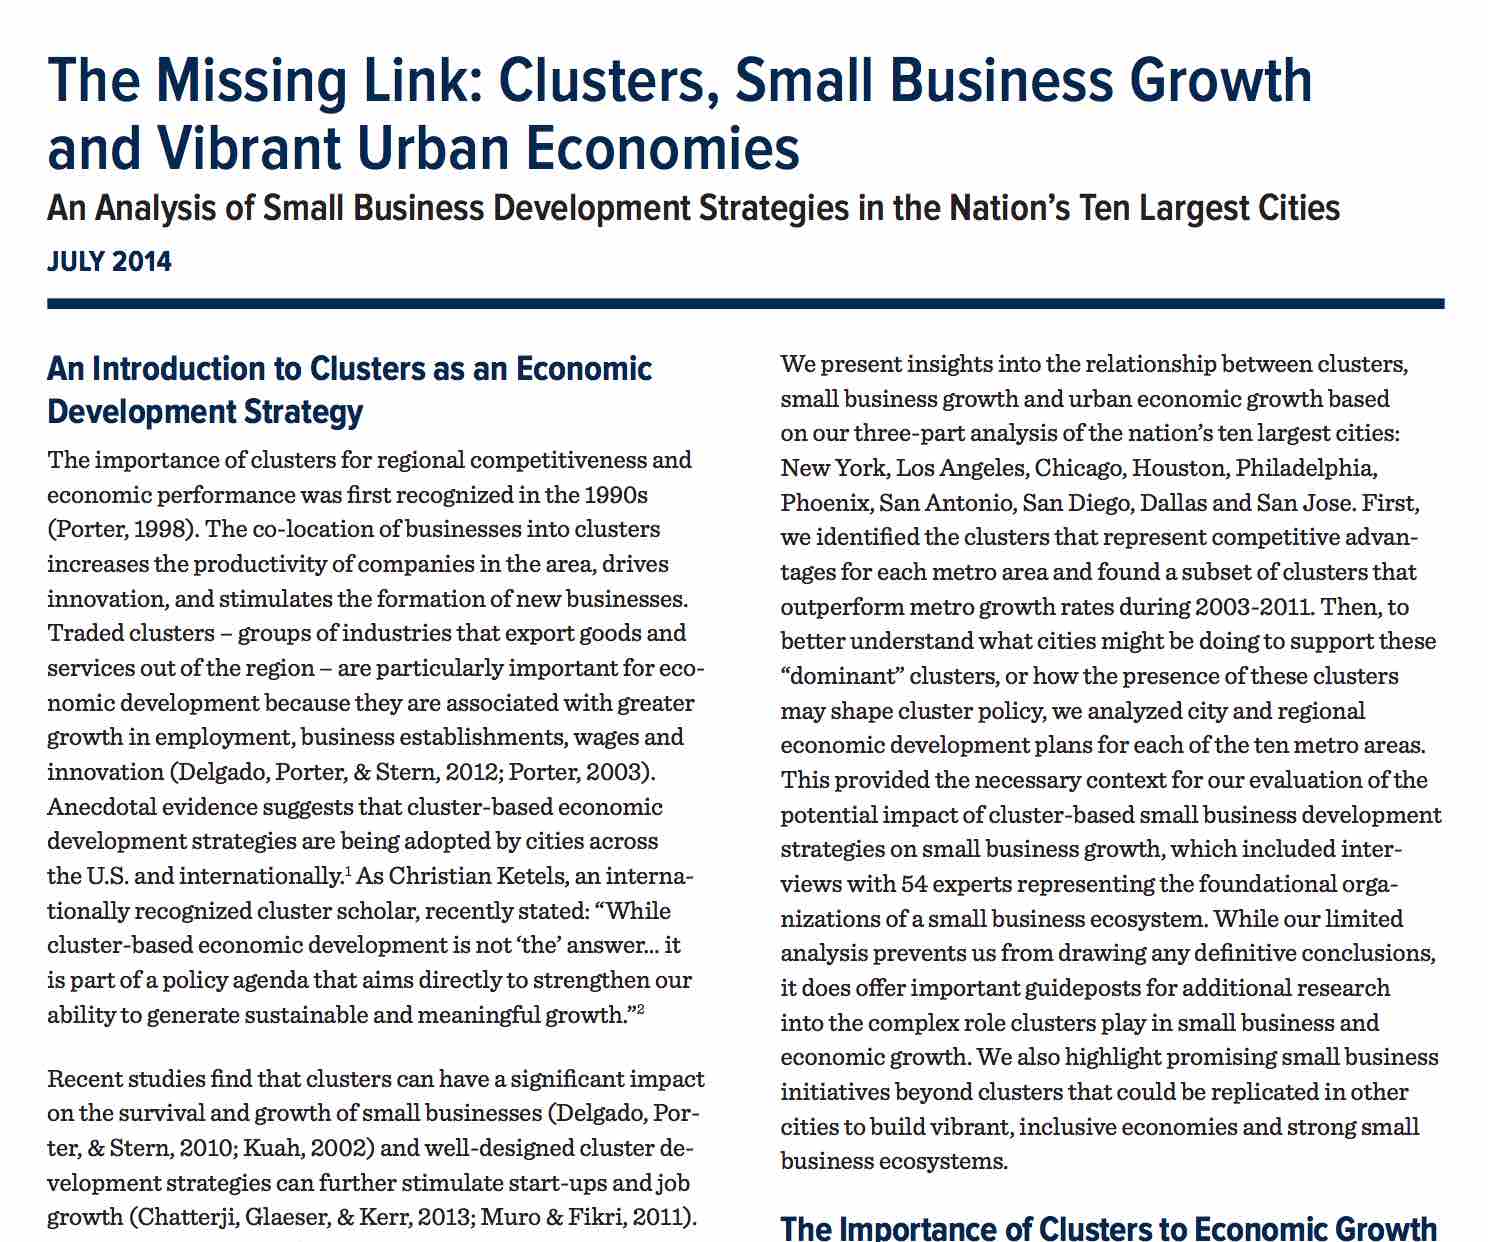 The Missing Link: Clusters, Small Business Growth
and Vibrant Urban Economies
An Analysis of Small Business Development Strategies in the Nation’s Ten Largest Cities
JULY 2014
An Introduction to Clusters as an Economic
Development Strategy
The importance of clusters for regional competitiveness and
economic performance was first recognized in the 1990s
(Porter, 1998). The co-location of businesses into clusters
increases the productivity of companies in the area, drives
innovation, and stimulates the formation of new businesses.
Traded clusters – groups of industries that export goods and
services out of the region – are particularly important for eco-
nomic development because they are associated with greater
growth in employment, business establishments, wages and
innovation (Delgado, Porter, & Stern, 2012; Porter, 2003).
Anecdotal evidence suggests that cluster-based economic
development strategies are being adopted by cities across
the U.S. and internationally.¹ As Christian Ketels, an interna-
tionally recognized cluster scholar, recently stated: “While
cluster-based economic development is not ‘the’ answer... it
is part of a policy agenda that aims directly to strengthen our
ability to generate sustainable and meaningful growth.”²
Recent studies find that clusters can have a significant impact
on the survival and growth of small businesses (Delgado, Por-
ter, & Stern, 2010; Kuah, 2002) and well-designed cluster de-
velopment strategies can further stimulate start-ups and job
growth (Chatterji, Glaeser, & Kerr, 2013; Muro & Fikri, 2011).
We present insights into the relationship between clusters,
small business growth and urban economic growth based
on our three-part analysis of the nation’s ten largest cities:
New York, Los Angeles, Chicago, Houston, Philadelphia,
Phoenix, San Antonio, San Diego, Dallas and San Jose. First,
we identified the clusters that represent competitive advan-
tages for each metro area and found a subset of clusters that
outperform metro growth rates during 2003-2011. Then, to
better understand what cities might be doing to support these
“dominant” clusters, or how the presence of these clusters
may shape cluster policy, we analyzed city and regional
economic development plans for each of the ten metro areas.
This provided the necessary context for our evaluation of the
potential impact of cluster-based small business development
strategies on small business growth, which included inter-
views with 54 experts representing the foundational orga-
nizations of a small business ecosystem. While our limited
analysis prevents us from drawing any definitive conclusions,
it does offer important guideposts for additional research
into the complex role clusters play in small business and
economic growth. We also highlight promising small business
initiatives beyond clusters that could be replicated in other
cities to build vibrant, inclusive economies and strong small
business ecosystems.
The Importance of Clusters to Economic Growth